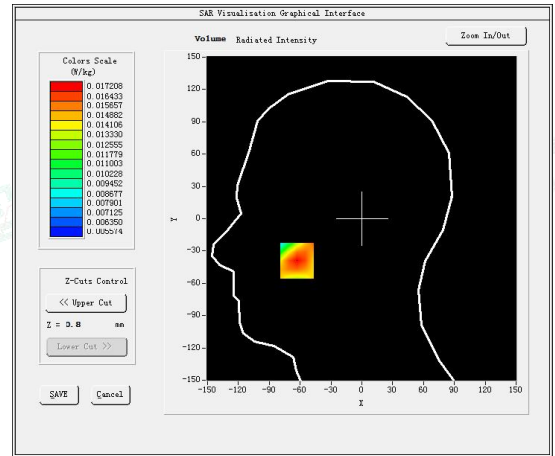 SAR Visualisation Graphical Interface
Volume Radiated Intensity
Zoom In/Out
Colors Scale
(W/kg)
0.017208
0.016433
0.015657
0.014882
0.014106
0.013330
0.012555
0.011779
0.011003
0.010228
0.009452
0.008677
0.007901
0.007125
0.006350
0.005574
Z-Cuts Control
<< Upper Cut
Z = 0.8 mm
Lower Cut >>
SAVE Cancel
150
120
90
60
30
Y 0
-30
-60
-90
-120
-150
-150 -120 -90 -60 -30 0 30 60 90 120 150
X